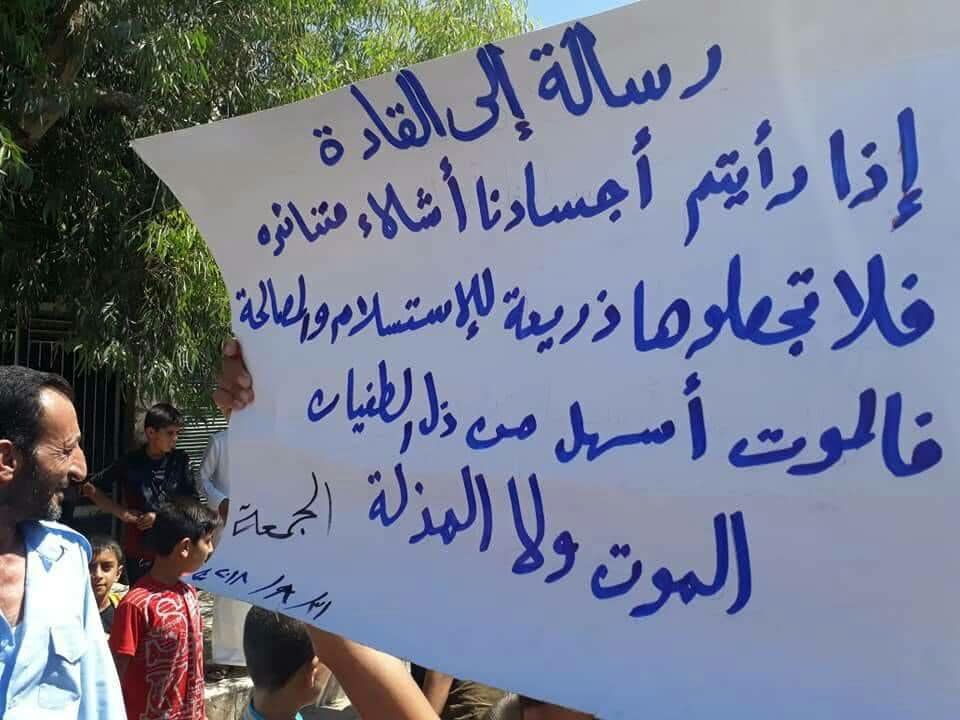 رسالة إلى القادة
إذا رأيتم أجسادنا أشلاء متناثره
فلا تجعلوها ذريعة للإستسلام والمصالحة
فالموت أسهل من ذل الطغيان
الموت ولا المذلة
الجمعة
٣١/٨/٢٠١٨